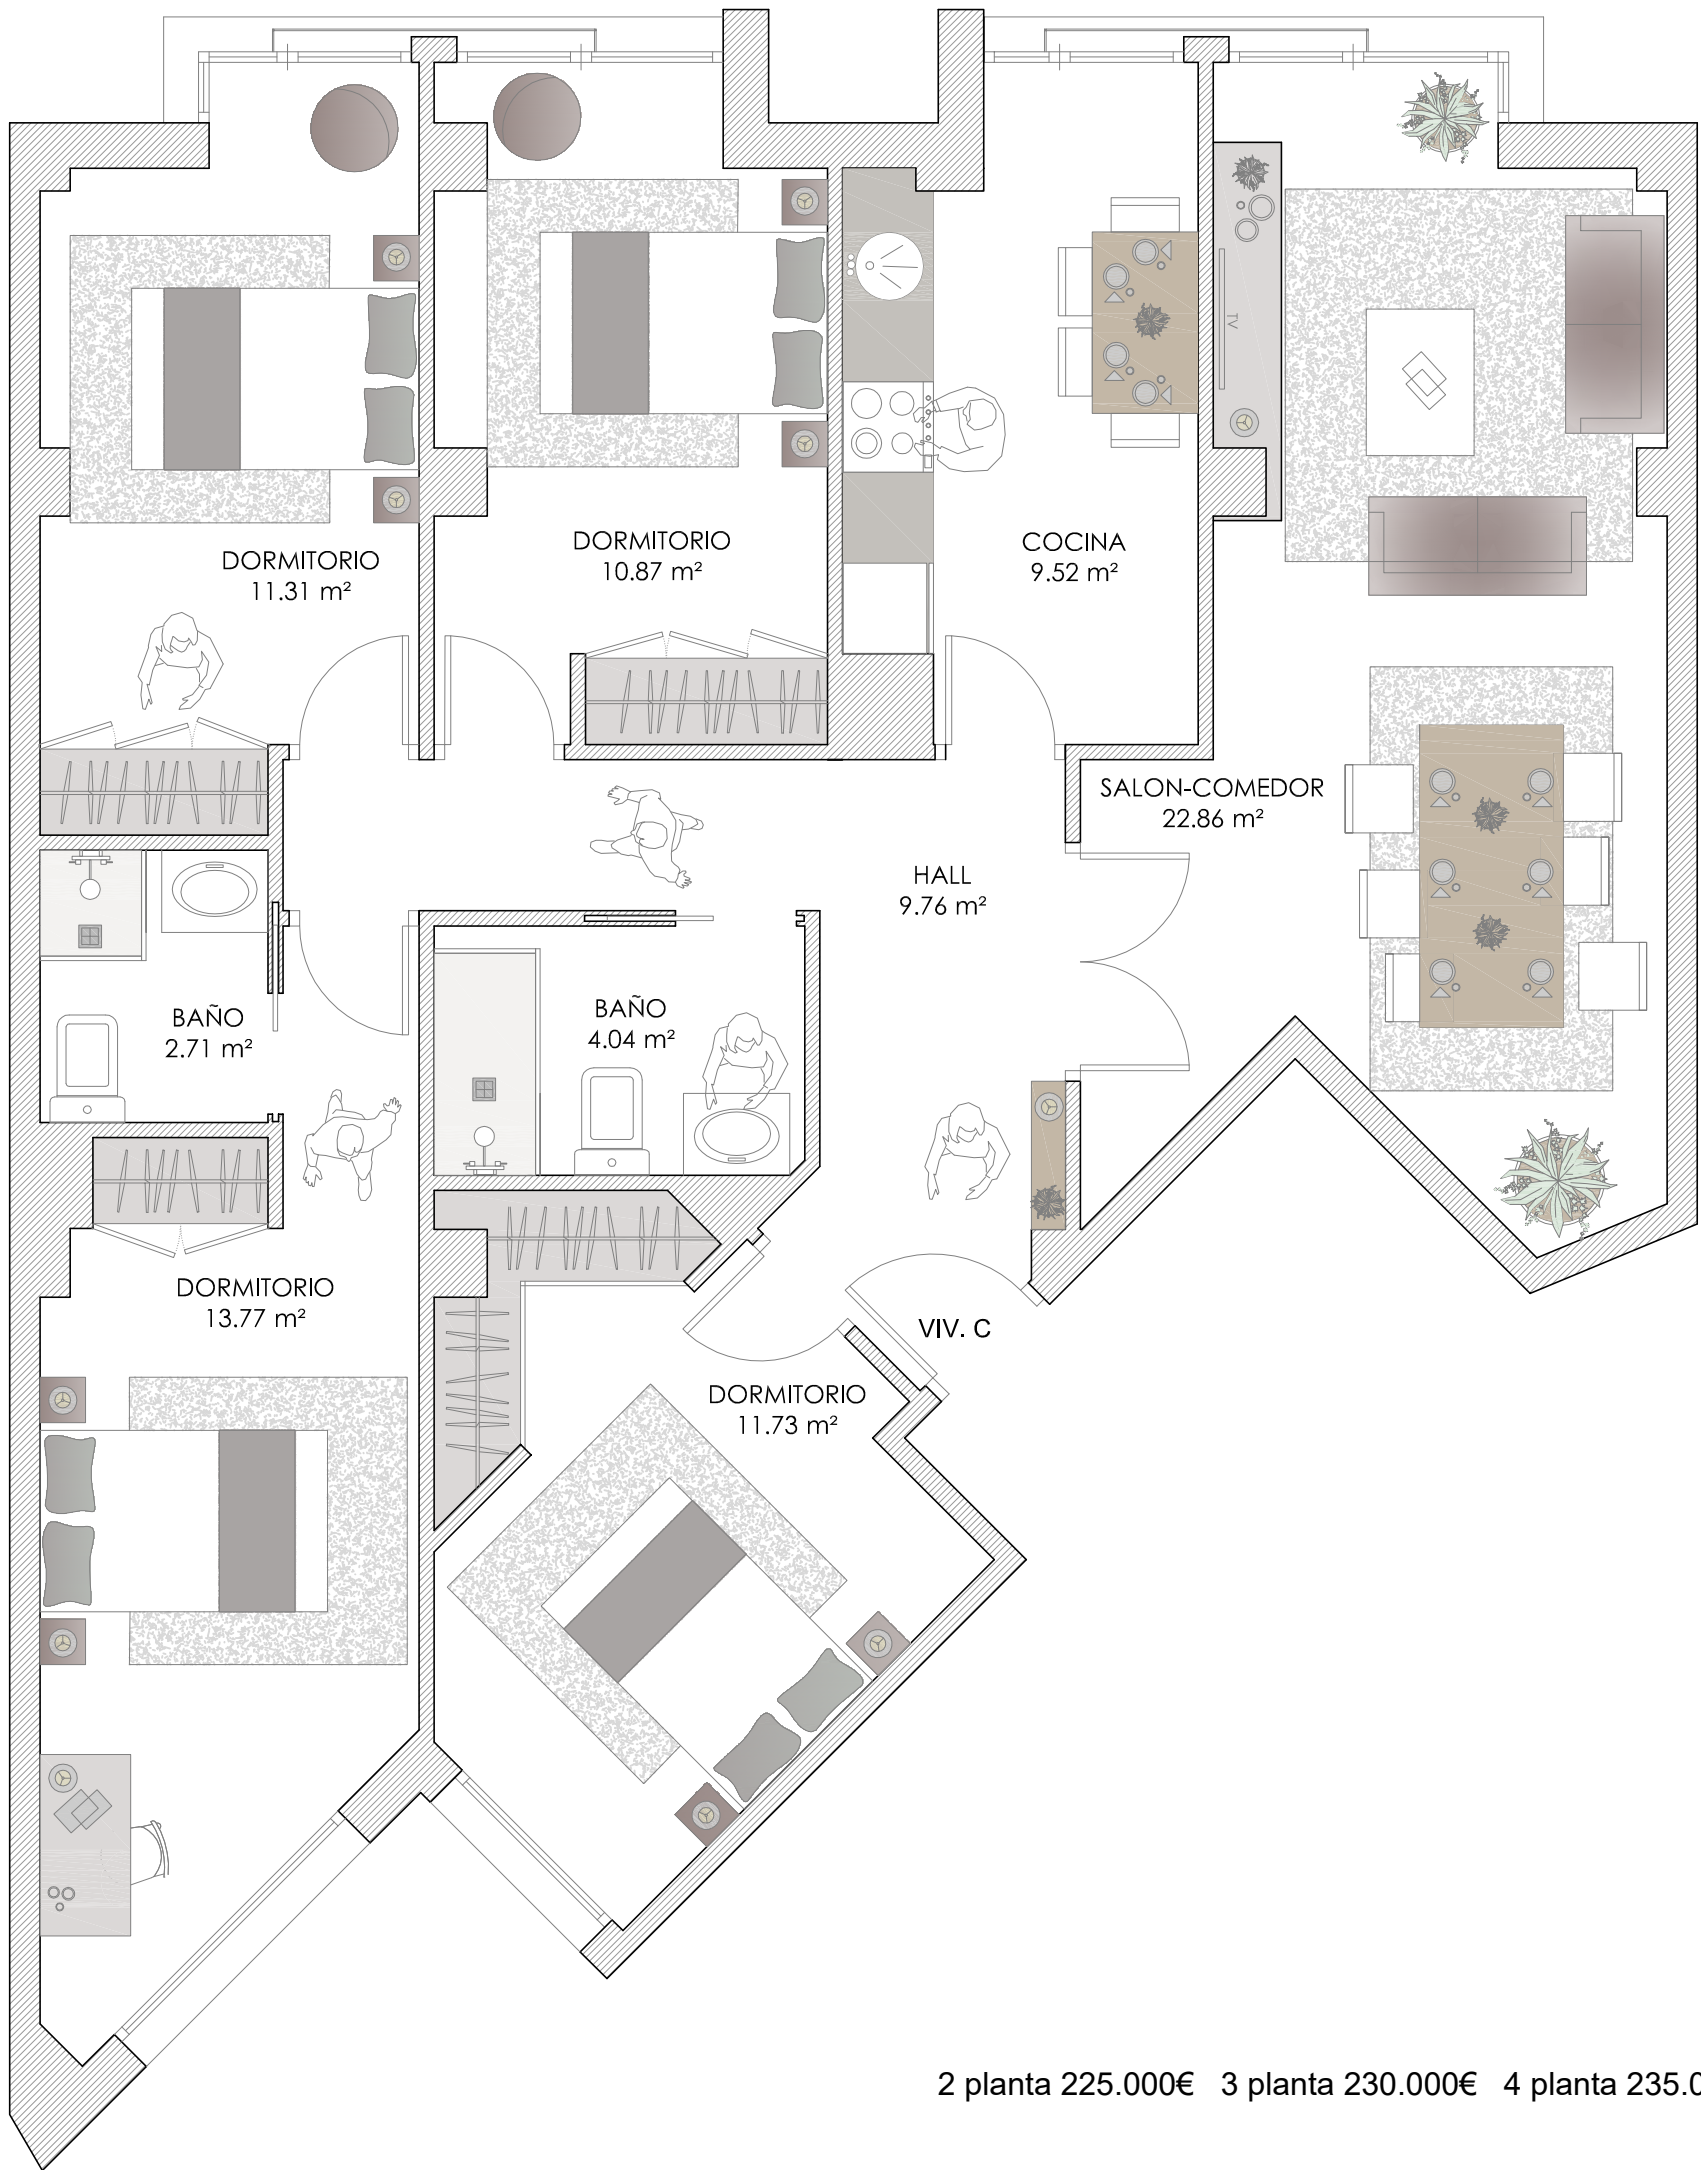 DORMITORIO
11.31 m²
DORMITORIO
10.87 m²
COCINA
9.52 m²
TV
SALON-COMEDOR
22.86 m²
HALL
9.76 m²
BAÑO
2.71 m²
BAÑO
4.04 m²
DORMITORIO
13.77 m²
VIV. C
DORMITORIO
11.73 m²
2 planta 225.000€ 3 planta 230.000€ 4 planta 235.0